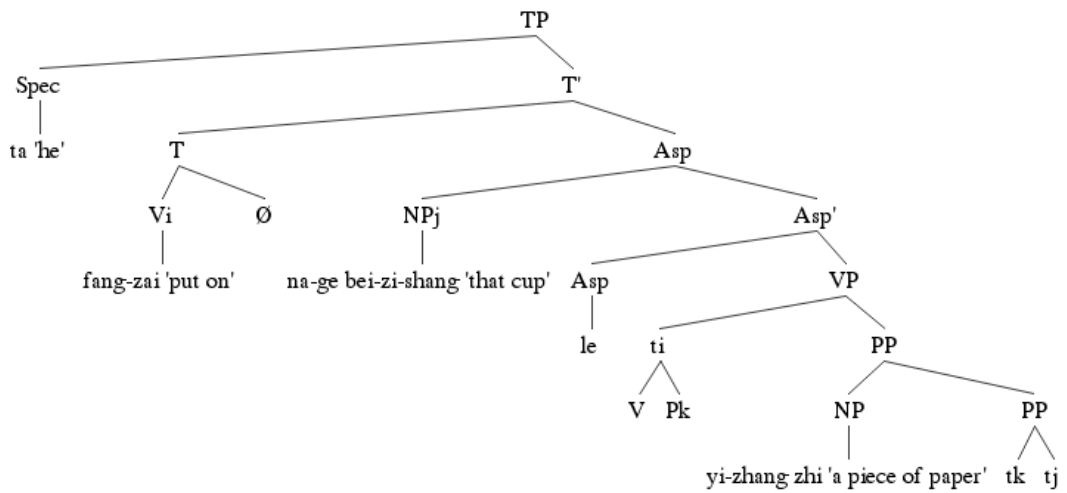 TP
Spec T'
ta 'he' T Asp
Vi Ø NPj Asp'
fang-zai 'put on' na-ge bei-zi-shang 'that cup' Asp VP
le ti PP
V Pk NP PP
yi-zhang zhi 'a piece of paper' tk tj